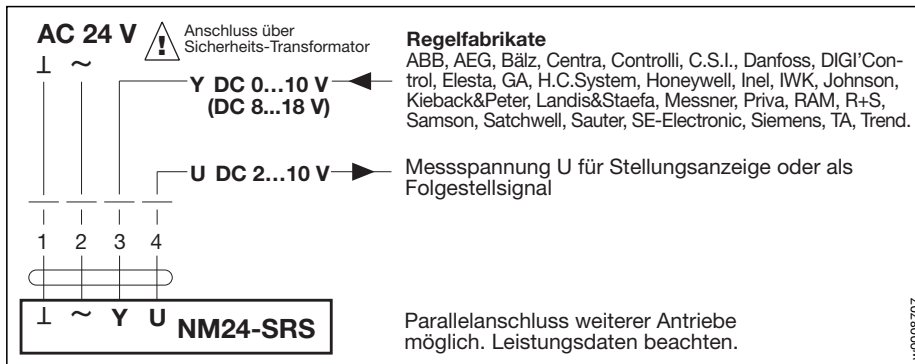 AC 24 V
⊥ ~
Anschluss über
Sicherheits-Transformator
Y DC 0...10 V
(DC 8...18 V)
Regelfabrikate
ABB, AEG, Bälz, Centra, Controlli, C.S.I., Danfoss, DIGI'Con-
trol, Elesta, GA, H.C.System, Honeywell, Inel, IWK, Johnson,
Kieback&Peter, Landis&Staefa, Messner, Priva, RAM, R+S,
Samson, Satchwell, Sauter, SE-Electronic, Siemens, TA, Trend.
U DC 2...10 V
Messspannung U für Stellungsanzeige oder als
Folgestellsignal
1 2 3 4
⊥ ~ Y U
NM24-SRS
Parallelanschluss weiterer Antriebe
möglich. Leistungsdaten beachten.